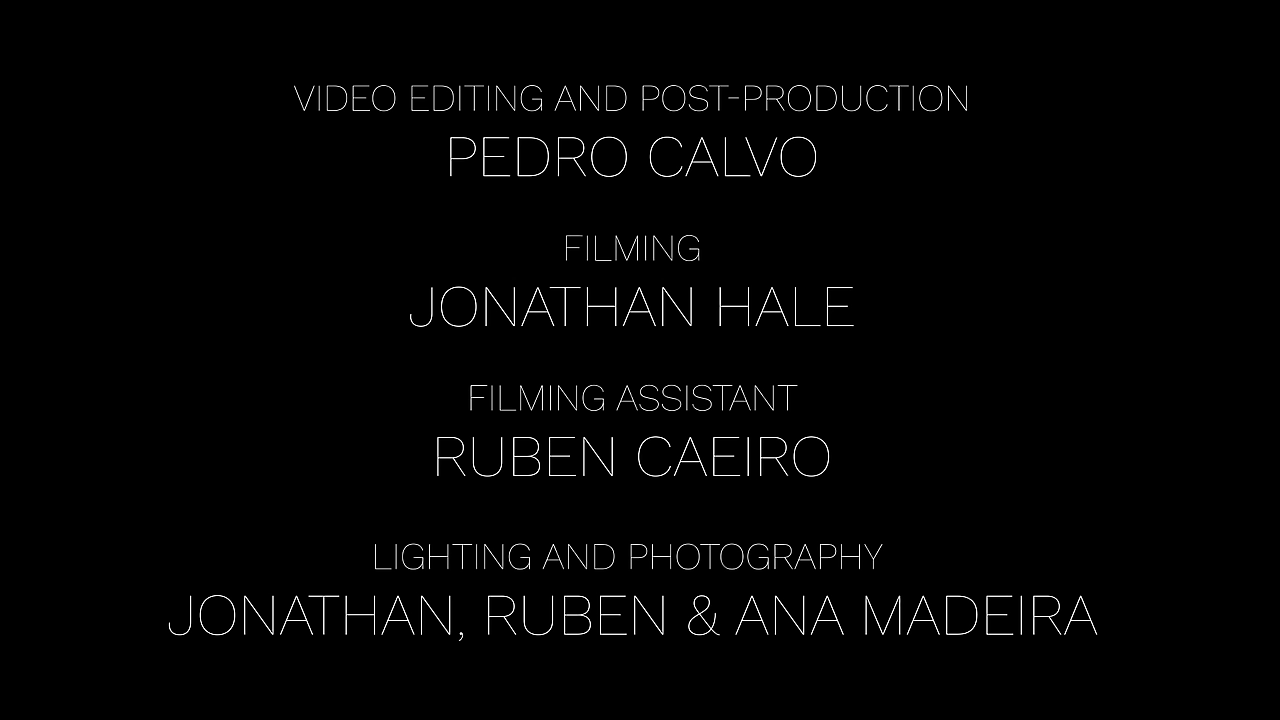 VIDEO EDITING AND POST-PRODUCTION
PEDRO CALVO
FILMING
JONATHAN HALE
FILMING ASSISTANT
RUBEN CAEIRO
LIGHTING AND PHOTOGRAPHY
JONATHAN, RUBEN & ANA MADEIRA